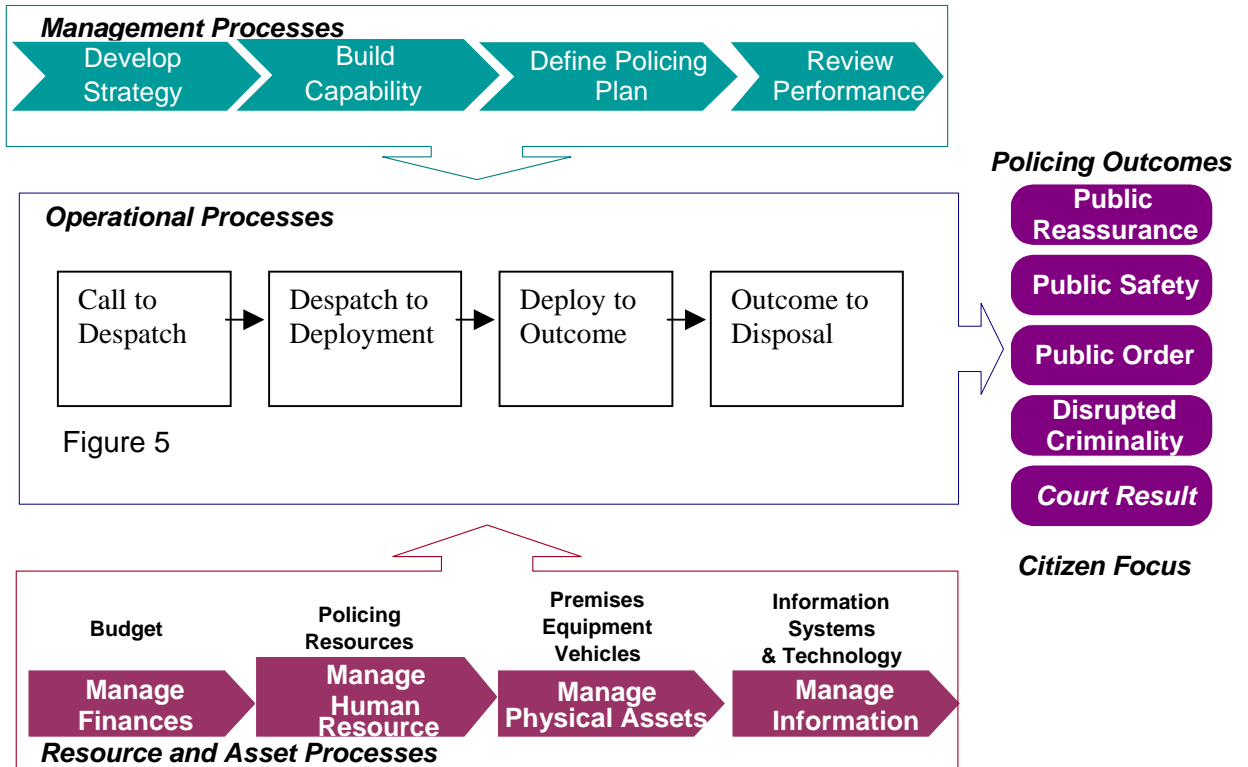 Management Processes
Develop
Strategy
Build
Capability
Define Policing
Plan
Review
Performance
Operational Processes
Call to
Despatch
Despatch to
Deployment
Deploy to
Outcome
Outcome to
Disposal
Figure 5
Policing Outcomes
Public
Reassurance
Public Safety
Public Order
Disrupted
Criminality
Court Result
Citizen Focus
Budget
Policing
Resources
Premises
Equipment
Vehicles
Information
Systems
& Technology
Manage
Finances
Manage
Human
Resource
Manage
Physical Assets
Manage
Information
Resource and Asset Processes